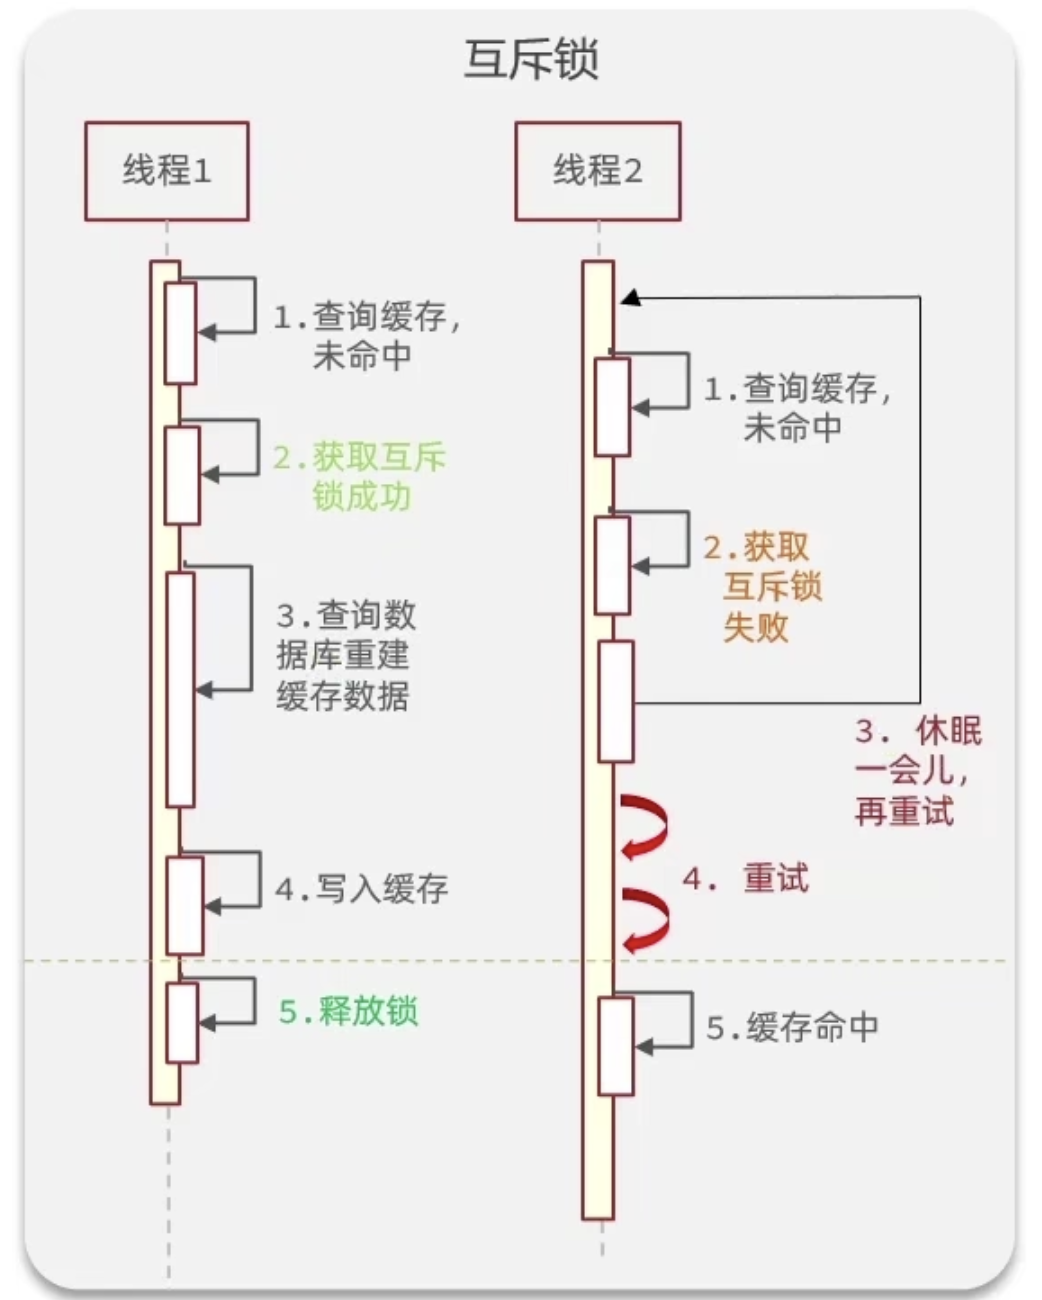 互斥锁
线程1
线程2
1.查询缓存，
未命中
2.获取互斥
锁成功
3.查询数
据库重建
缓存数据
4.写入缓存
5.释放锁
1.查询缓存，
未命中
2.获取
互斥锁
失败
3. 休眠
一会儿，
再重试
4. 重试
5.缓存命中